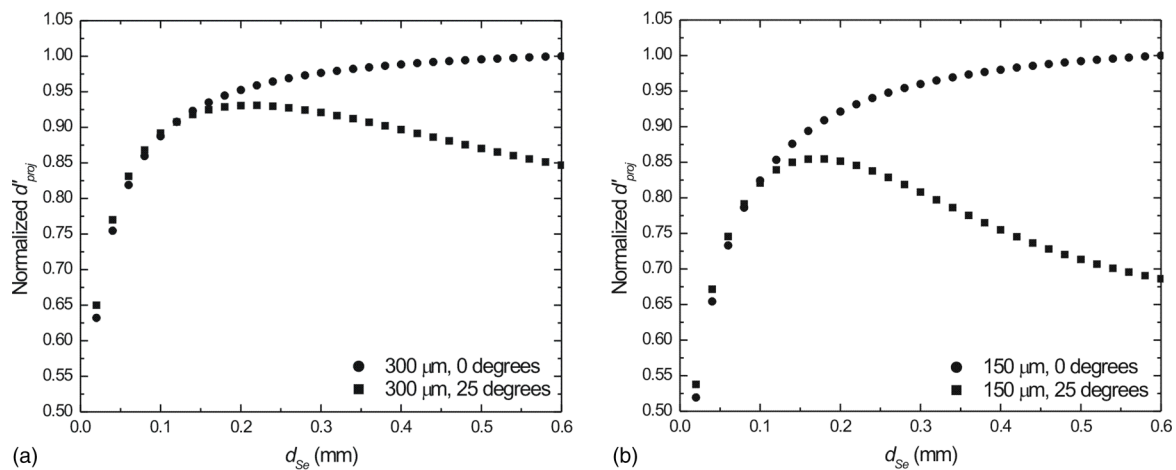 1.05
1.00
0.95
0.90
0.85
0.80
0.75
0.70
0.65
0.60
0.55
0.50
Normalized d'proj
300 µm, 0 degrees
300 µm, 25 degrees
0.0 0.1 0.2 0.3 0.4 0.5 0.6
(a) dSe (mm)
1.05
1.00
0.95
0.90
0.85
0.80
0.75
0.70
0.65
0.60
0.55
0.50
Normalized d'proj
150 µm, 0 degrees
150 µm, 25 degrees
0.0 0.1 0.2 0.3 0.4 0.5 0.6
(b) dSe (mm)